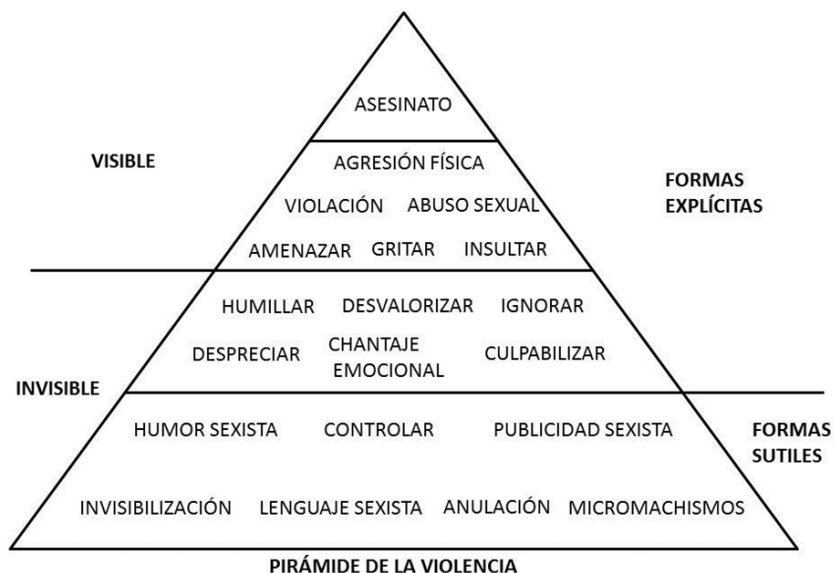 ASESINATO
VISIBLE
AGRESIÓN FÍSICA
FORMAS
EXPLÍCITAS
VIOLACIÓN ABUSO SEXUAL
AMENAZAR GRITAR INSULTAR
HUMILLAR DESVALORIZAR IGNORAR
DESPRECIAR CHANTAJE
EMOCIONAL CULPABILIZAR
INVISIBLE
HUMOR SEXISTA CONTROLAR PUBLICIDAD SEXISTA
FORMAS
SUTILES
INVISIBILIZACIÓN LENGUAJE SEXISTA ANULACIÓN MICROMACHISMOS
PIRÁMIDE DE LA VIOLENCIA